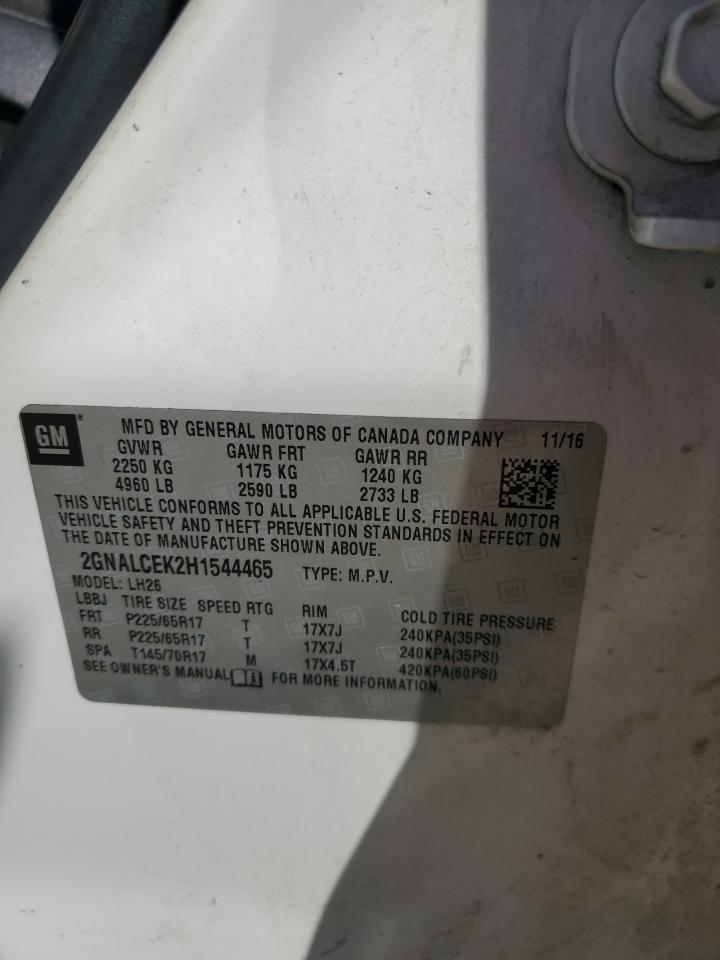 GM® MFD BY GENERAL MOTORS OF CANADA COMPANY 11/16
GVWR GAWR FRT GAWR RR
2250 KG 1175 KG 1240 KG
4960 LB 2590 LB 2733 LB
THIS VEHICLE CONFORMS TO ALL APPLICABLE U.S. FEDERAL MOTOR
VEHICLE SAFETY AND THEFT PREVENTION STANDARDS IN EFFECT ON
THE DATE OF MANUFACTURE SHOWN ABOVE.
2GNALCEK2H1544465 TYPE: M.P.V.
MODEL: LH26
LBBJ TIRE SIZE SPEED RTG RIM COLD TIRE PRESSURE
FRT P225/65R17 T 17X7J 240KPA(35PSI)
RR P225/65R17 T 17X7J 240KPA(35PSI)
SPA T145/70R17 M 17X4.5T 420KPA(60PSI)
SEE OWNER'S MANUAL FOR MORE INFORMATION.